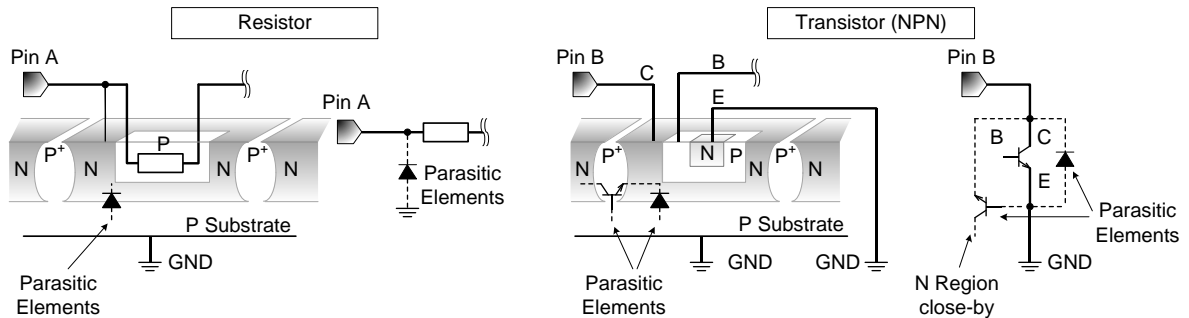 Resistor
Transistor (NPN)
Pin A
Pin A
Pin B
Pin B
C
B
E
N
P+
N
P
P+
N
N
P+
N
P
P+
N
N
B
C
E
Parasitic
Elements
P Substrate
GND
Parasitic
Elements
P Substrate
GND
GND
Parasitic
Elements
Parasitic
Elements
GND
N Region
close-by